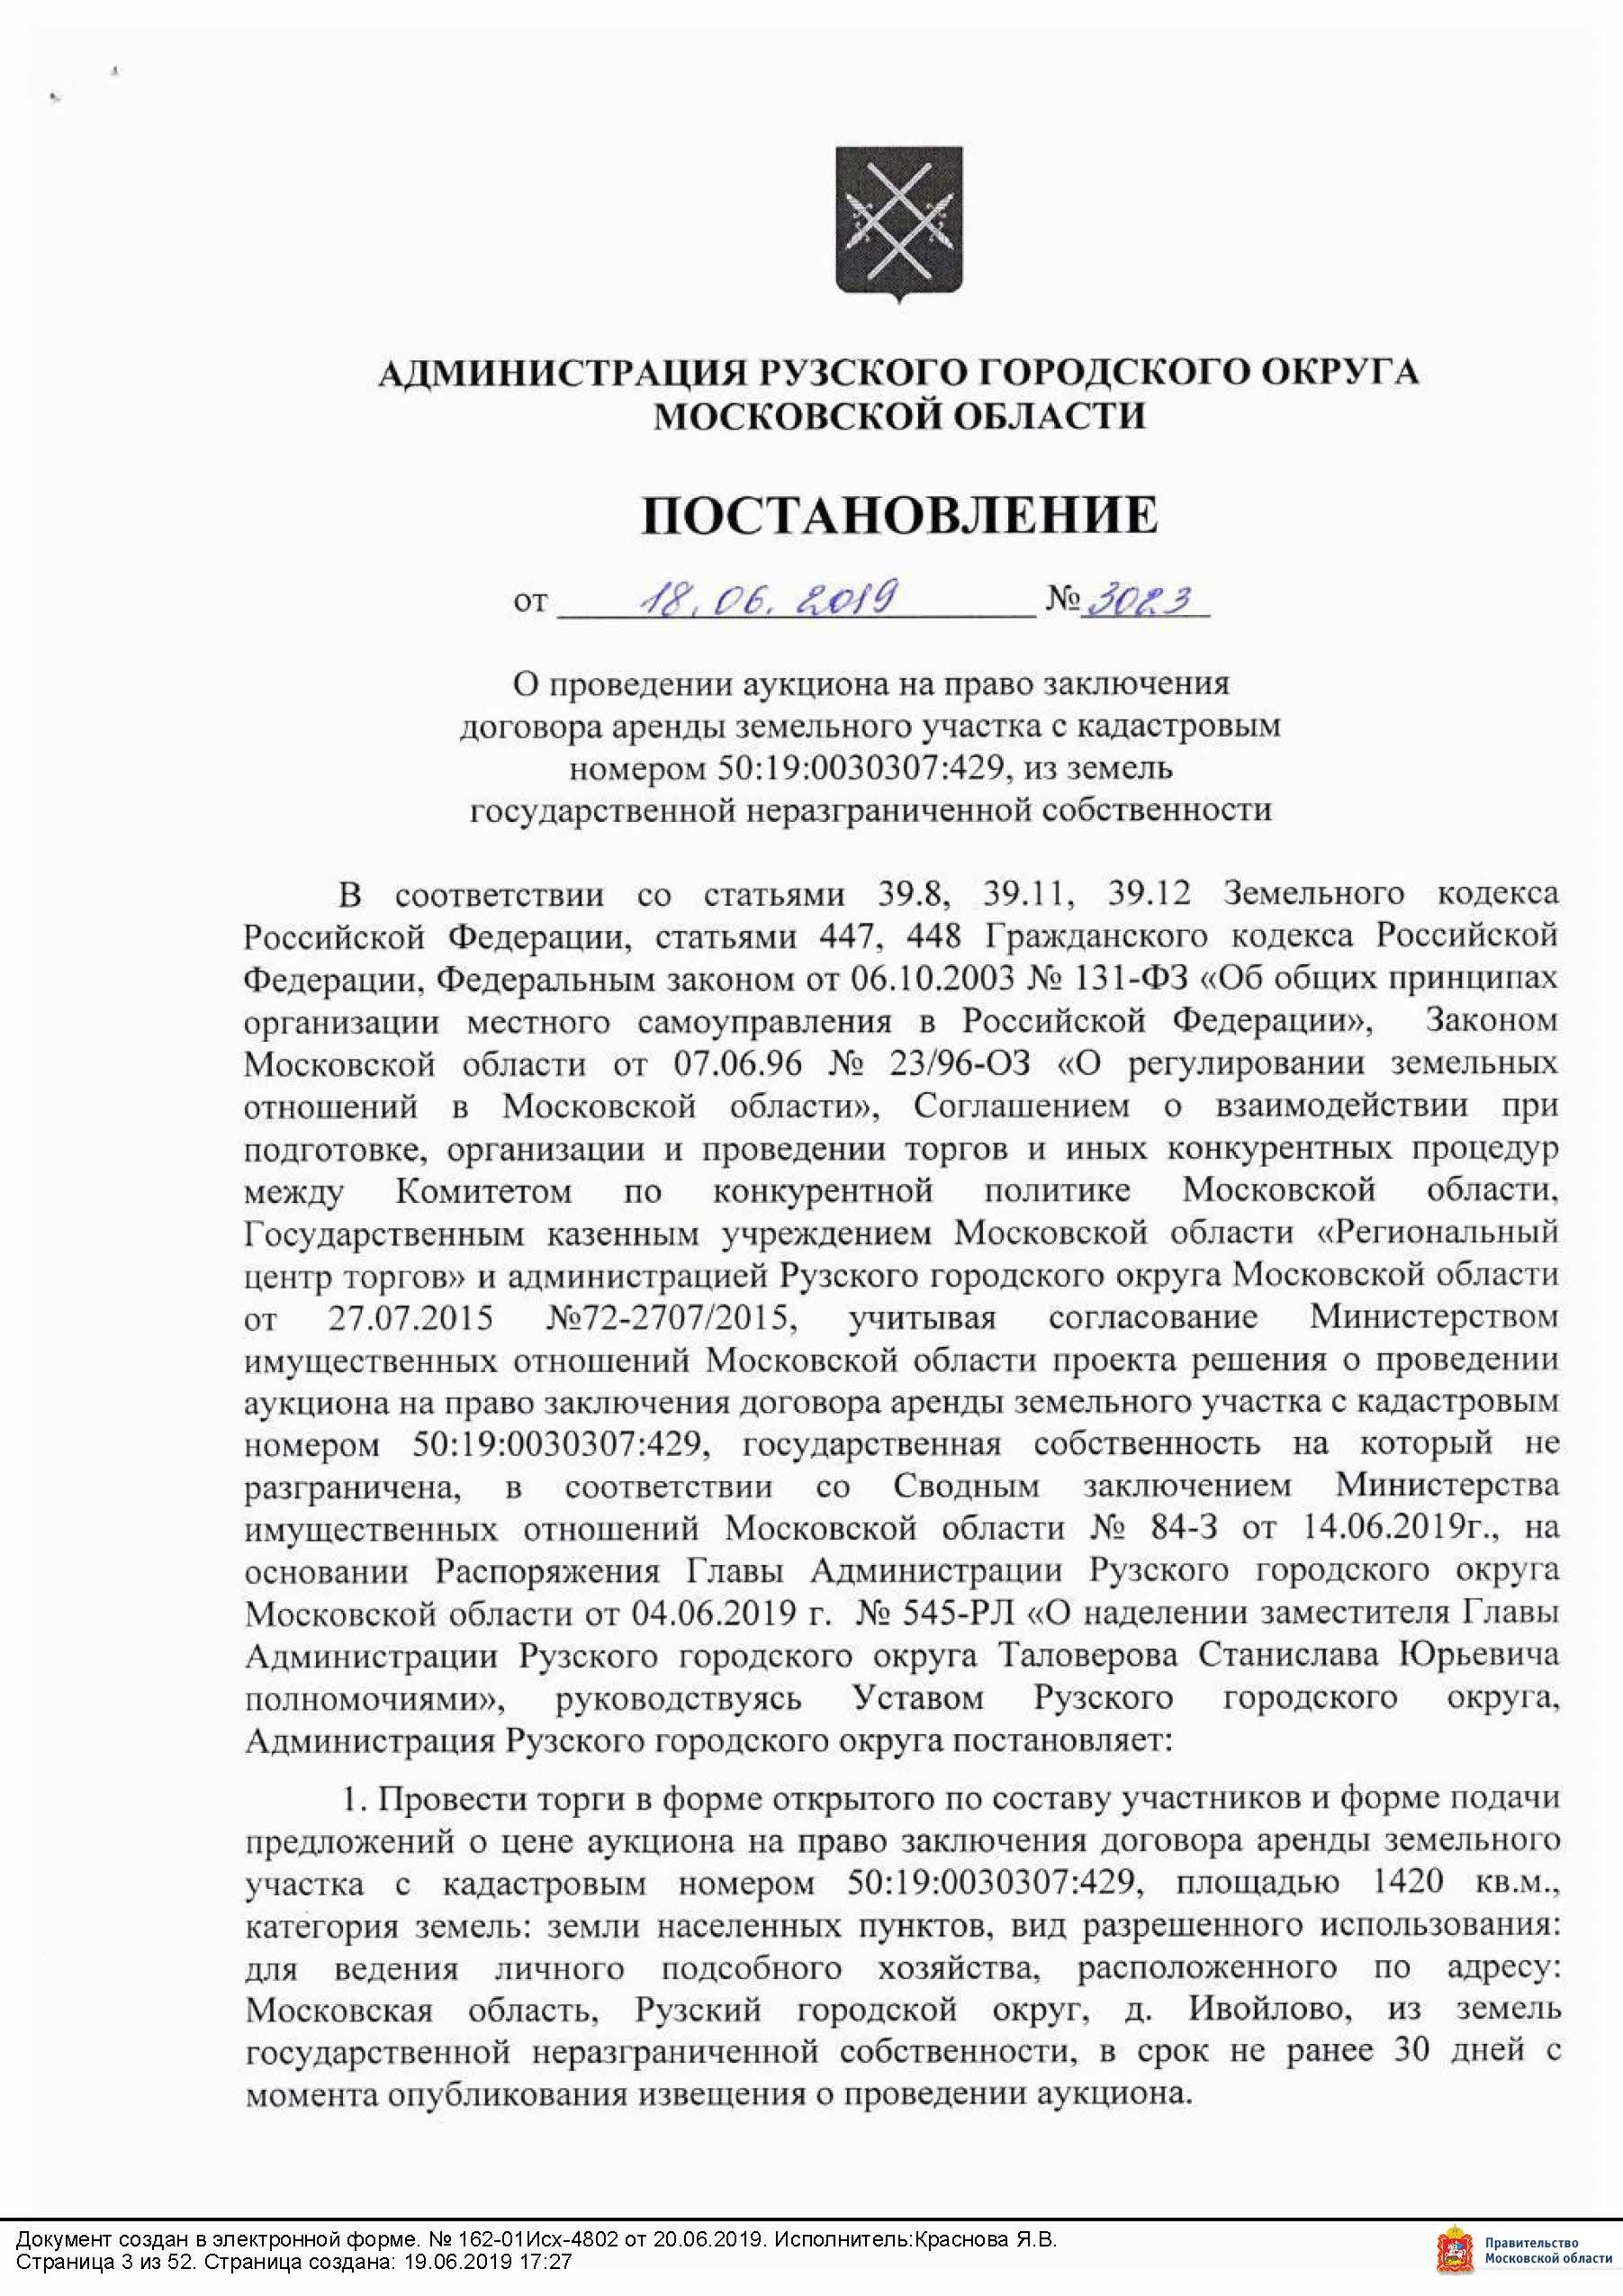 АДМИНИСТРАЦИЯ РУЗСКОГО ГОРОДСКОГО ОКРУГА
МОСКОВСКОЙ ОБЛАСТИ
ПОСТАНОВЛЕНИЕ
от 18.06.2019 № 3023
О проведении аукциона на право заключения
договора аренды земельного участка с кадастровым
номером 50:19:0030307:429, из земель
государственной неразграниченной собственности
В соответствии со статьями 39.8, 39.11, 39.12 Земельного кодекса
Российской Федерации, статьями 447, 448 Гражданского кодекса Российской
Федерации, Федеральным законом от 06.10.2003 № 131-ФЗ «Об общих принципах
организации местного самоуправления в Российской Федерации», Законом
Московской области от 07.06.96 № 23/96-ОЗ «О регулировании земельных
отношений в Московской области», Соглашением о взаимодействии при
подготовке, организации и проведении торгов и иных конкурентных процедур
между Комитетом по конкурентной политике Московской области,
Государственным казенным учреждением Московской области «Региональный
центр торгов» и администрацией Рузского городского округа Московской области
от 27.07.2015 №72-2707/2015, учитывая согласование Министерством
имущественных отношений Московской области проекта решения о проведении
аукциона на право заключения договора аренды земельного участка с кадастровым
номером 50:19:0030307:429, государственная собственность на который не
разграничена, в соответствии со Сводным заключением Министерства
имущественных отношений Московской области № 84-З от 14.06.2019г., на
основании Распоряжения Главы Администрации Рузского городского округа
Московской области от 04.06.2019 г. № 545-РЛ «О наделении заместителя Главы
Администрации Рузского городского округа Таловерова Станислава Юрьевича
полномочиями», руководствуясь Уставом Рузского городского округа,
Администрация Рузского городского округа постановляет:
1. Провести торги в форме открытого по составу участников и форме подачи
предложений о цене аукциона на право заключения договора аренды земельного
участка с кадастровым номером 50:19:0030307:429, площадью 1420 кв.м.,
категория земель: земли населенных пунктов, вид разрешенного использования:
для ведения личного подсобного хозяйства, расположенного по адресу:
Московская область, Рузский городской округ, д. Ивойлово, из земель
государственной неразграниченной собственности, в срок не ранее 30 дней с
момента опубликования извещения о проведении аукциона.
Документ создан в электронной форме. № 162-01Исх-4802 от 20.06.2019. Исполнитель:Краснова Я.В.
Страница 3 из 52. Страница создана: 19.06.2019 17:27
Правительство
Московской области